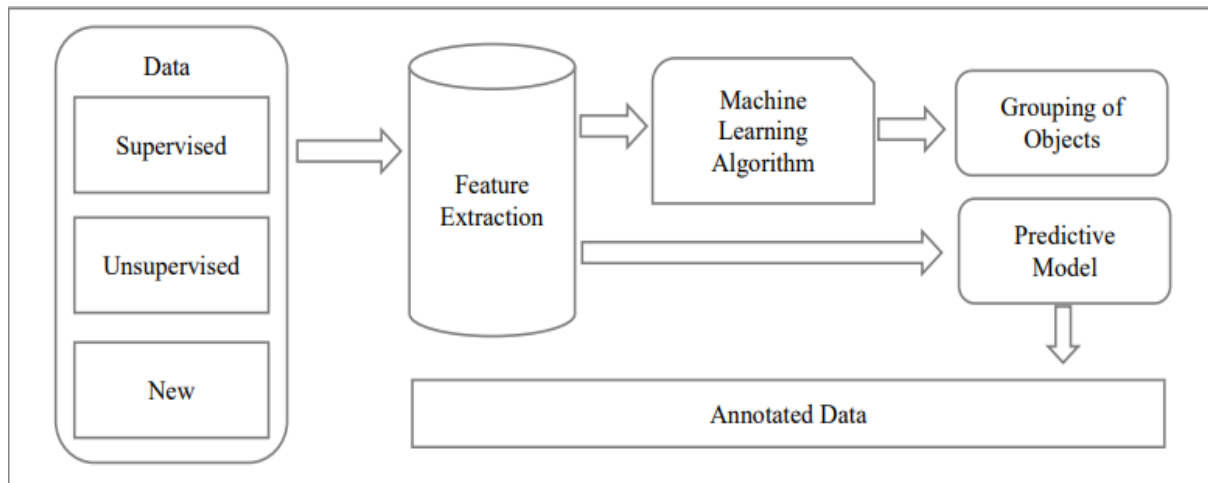 Data
Supervised
Unsupervised
New
Feature
Extraction
Machine
Learning
Algorithm
Grouping of
Objects
Predictive
Model
Annotated Data